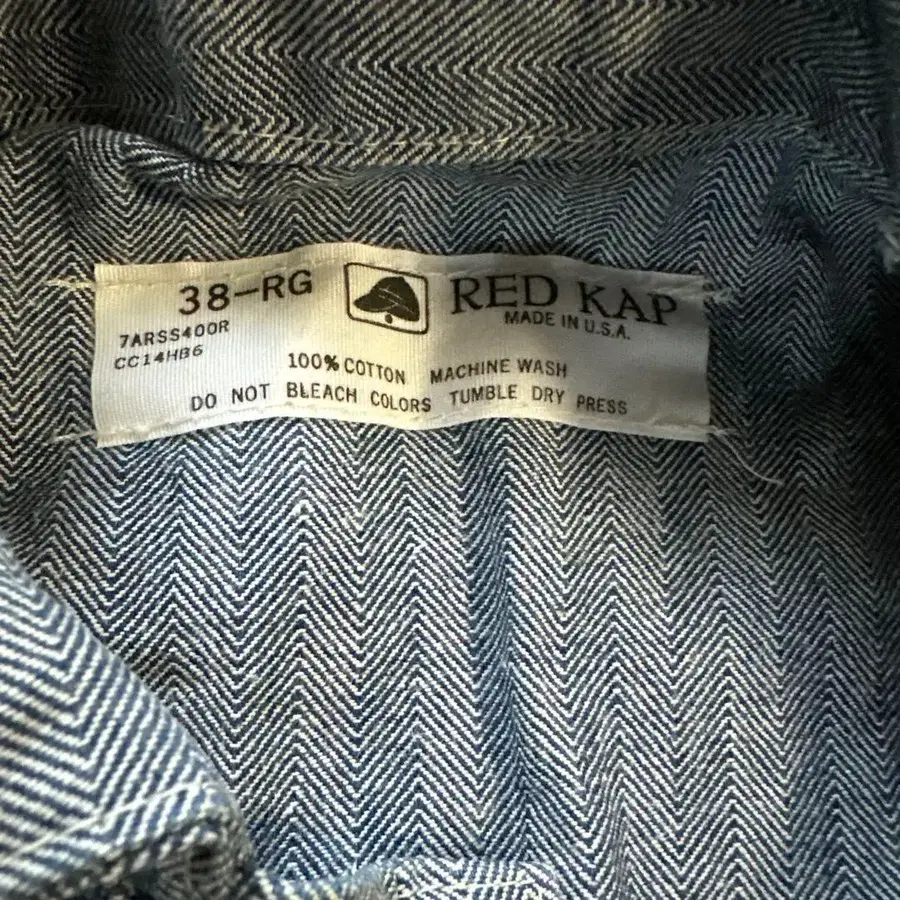 38-RG
RED KAP
MADE IN U.S.A.
7ARSS400R
CC14HB6
100% COTTON MACHINE WASH
DO NOT BLEACH COLORS TUMBLE DRY PRESS